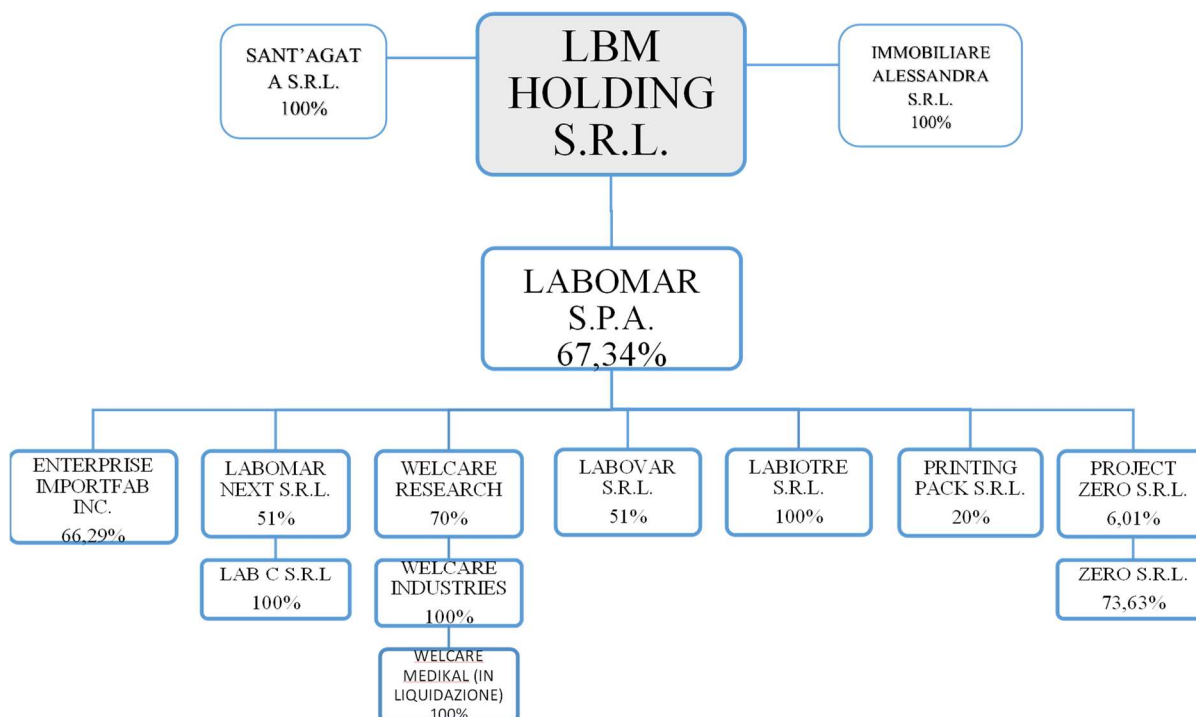 SANT’AGAT
A S.R.L.
100%
LBM
HOLDING
S.R.L.
IMMOBILIARE
ALESSANDRA
S.R.L.
100%
LABOMAR
S.P.A.
67,34%
ENTERPRISE
IMPORTFAB
INC.
66,29%
LABOMAR
NEXT S.R.L.
51%
WELCARE
RESEARCH
70%
LABOVAR
S.R.L.
51%
LABIOTRE
S.R.L.
100%
PRINTING
PACK S.R.L.
20%
PROJECT
ZERO S.R.L.
6,01%
LAB C S.R.L
100%
WELCARE
INDUSTRIES
100%
ZERO S.R.L.
73,63%
WELCARE
MEDIKAL (IN
LIQUIDAZIONE)
100%